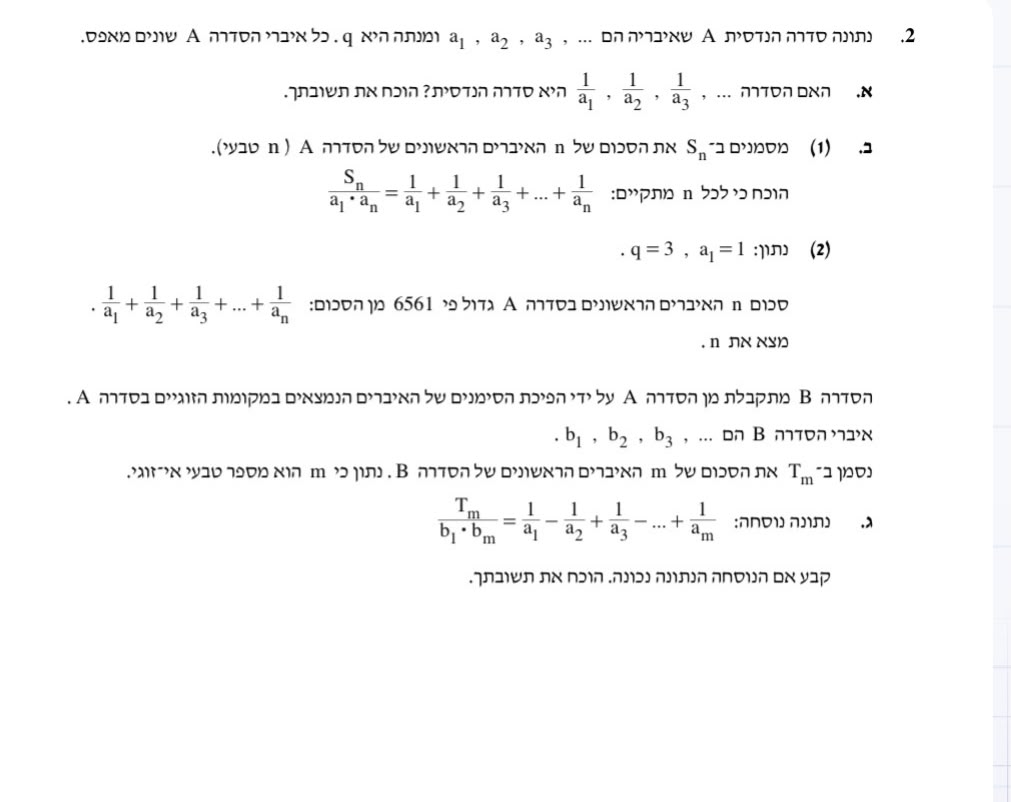 2. נתונה סדרה הנדסית A שאיבריה הם a₁ , a₂ , a₃ , ... ומנתה היא q. כל איברי הסדרה A שונים מאפס.
א. האם הסדרה 1/a₁ , 1/a₂ , 1/a₃ , ... היא סדרה הנדסית? הוכח את תשובתך.
ב. (1) מסמנים ב־Sₙ את הסכום של n האיברים הראשונים של הסדרה A (n טבעי).
הוכח כי לכל n מתקיים: Sₙ/(a₁ · aₙ) = 1/a₁ + 1/a₂ + 1/a₃ + ... + 1/aₙ
(2) נתון: a₁ = 1 , q = 3 .
סכום n האיברים הראשונים בסדרה A גדול פי 6561 מן הסכום: 1/a₁ + 1/a₂ + 1/a₃ + ... + 1/aₙ .
מצא את n .
הסדרה B מתקבלת מן הסדרה A על ידי הפיכת הסימנים של האיברים הנמצאים במקומות הזוגיים בסדרה A .
איברי הסדרה B הם b₁ , b₂ , b₃ , ... .
נסמן ב־Tₘ את הסכום של m האיברים הראשונים של הסדרה B . נתון כי m הוא מספר טבעי אי־זוגי.
ג. נתונה נוסחה: Tₘ/(b₁ · bₘ) = 1/a₁ − 1/a₂ + 1/a₃ − ... + 1/aₘ
קבע אם הנוסחה הנתונה נכונה. הוכח את תשובתך.